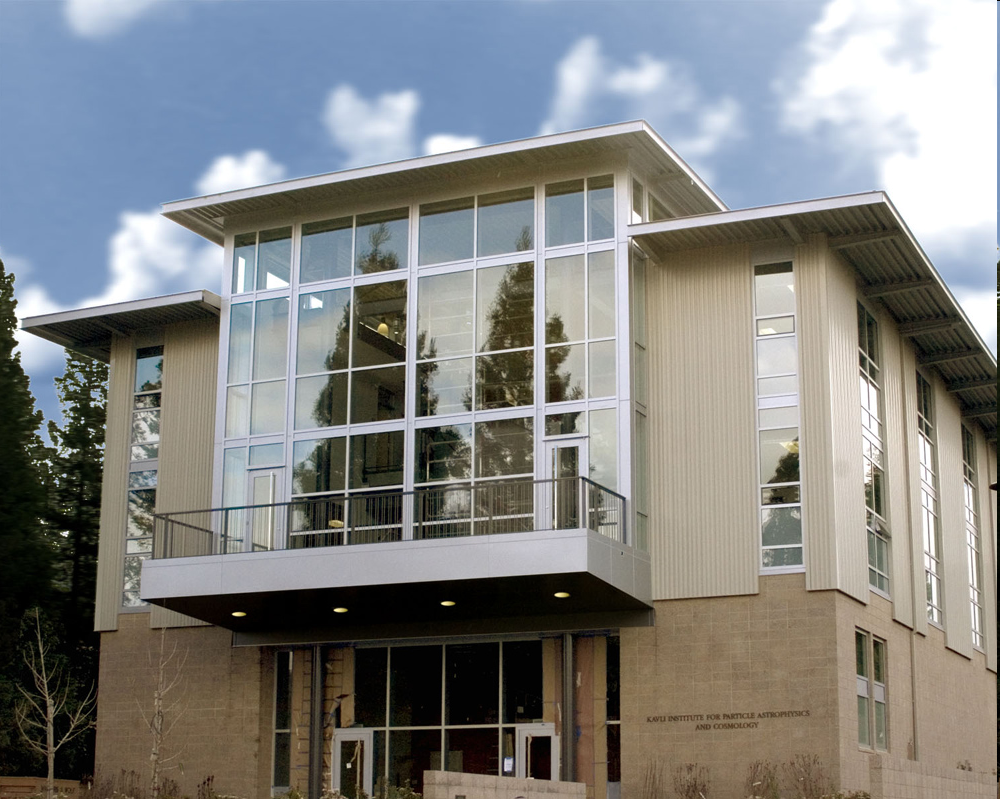 KAVLI INSTITUTE FOR PARTICLE ASTROPHYSICS
AND COSMOLOGY